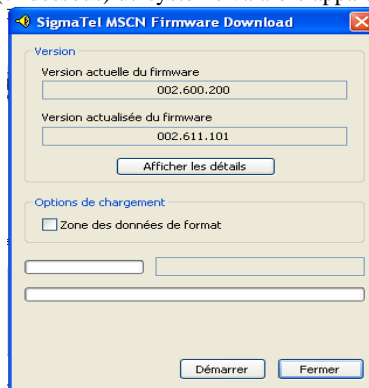 SigmaTel MSCN Firmware Download
Version
Version actuelle du firmware
002.600.200
Version actualisée du firmware
002.611.101
Afficher les détails
Options de chargement
Zone des données de format
Démarrer
Fermer